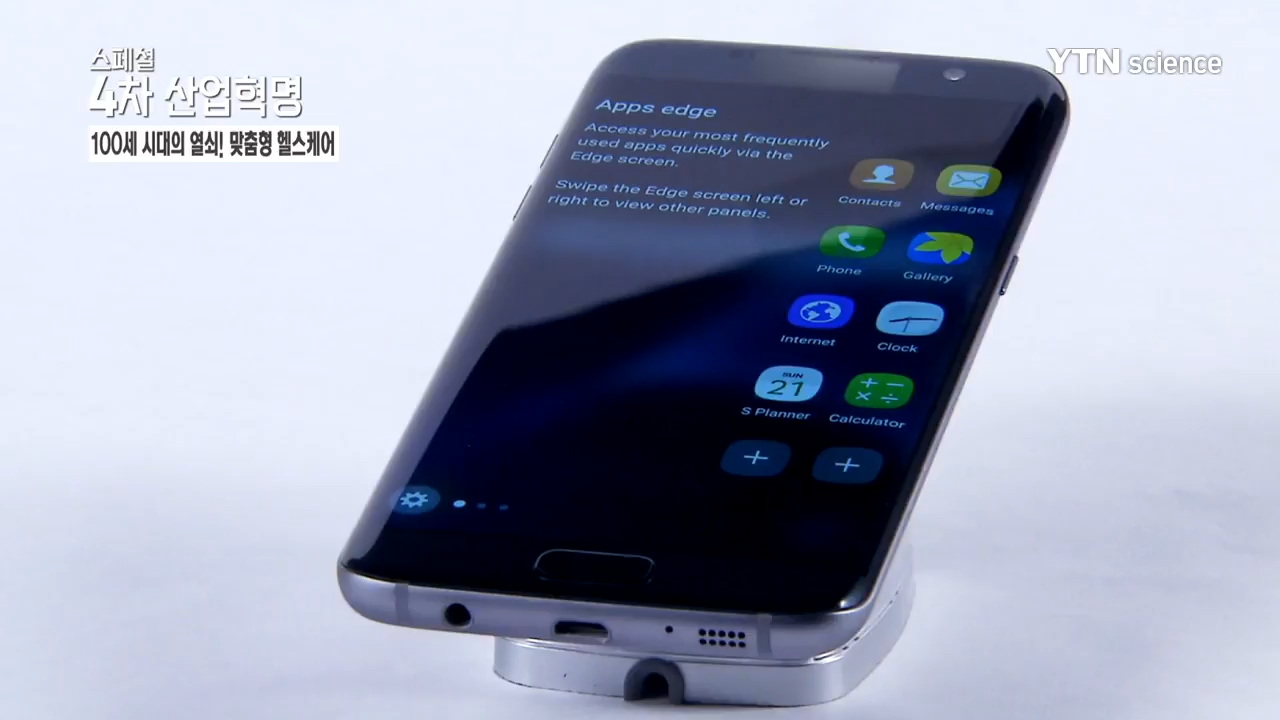 스페셜
4차 산업혁명
100세 시대의 열쇠! 맞춤형 헬스케어
YTN science
Apps edge
Access your most frequently
used apps quickly via the
Edge screen.
Swipe the Edge screen left or
right to view other panels.
Contacts
Messages
Phone
Gallery
Internet
Clock
SUN
21
S Planner
Calculator